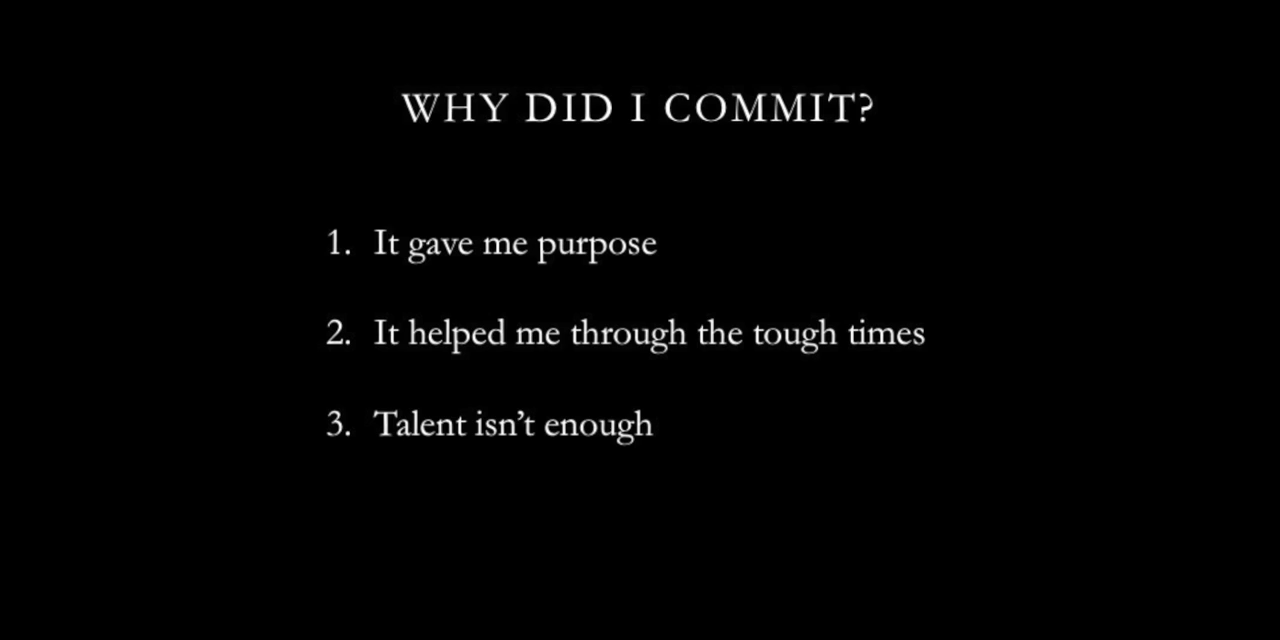 WHY DID I COMMIT?
1. It gave me purpose
2. It helped me through the tough times
3. Talent isn’t enough